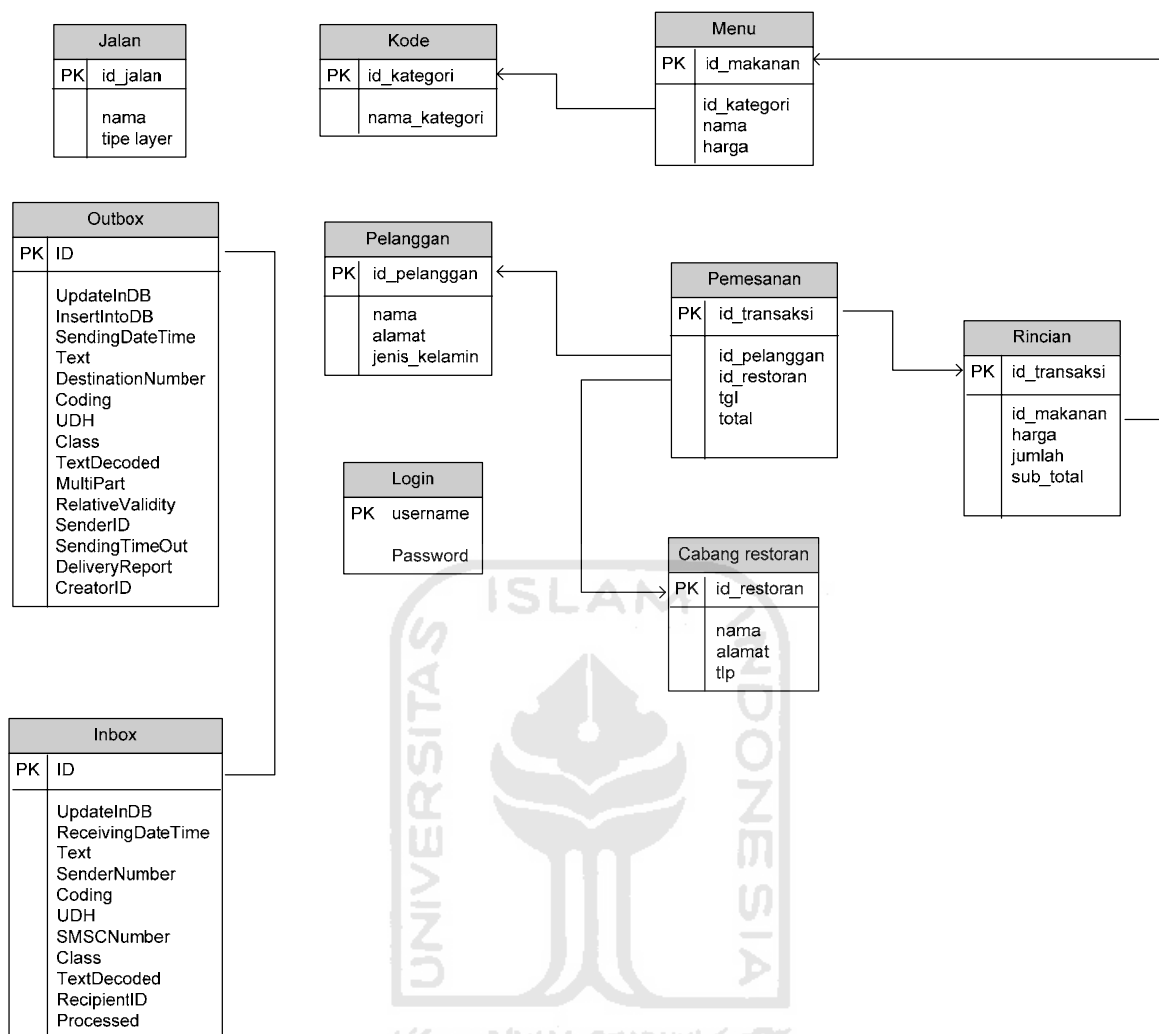 Jalan
PK id_jalan
nama
tipe layer
Kode
PK id_kategori
nama_kategori
Menu
PK id_makanan
id_kategori
nama
harga
Outbox
PK ID
UpdateInDB
InsertIntoDB
SendingDateTime
Text
DestinationNumber
Coding
UDH
Class
TextDecoded
MultiPart
RelativeValidity
SenderID
SendingTimeOut
DeliveryReport
CreatorID
Pelanggan
PK id_pelanggan
nama
alamat
jenis_kelamin
Pemesanan
PK id_transaksi
id_pelanggan
id_restoran
tgl
total
Rincian
PK id_transaksi
id_makanan
harga
jumlah
sub_total
Login
PK username
Password
Cabang restoran
PK id_restoran
nama
alamat
tlp
Inbox
PK ID
UpdateInDB
ReceivingDateTime
Text
SenderNumber
Coding
UDH
SMSCNumber
Class
TextDecoded
RecipientID
Processed
UNIVERSITAS
ISLAM
INDONESIA